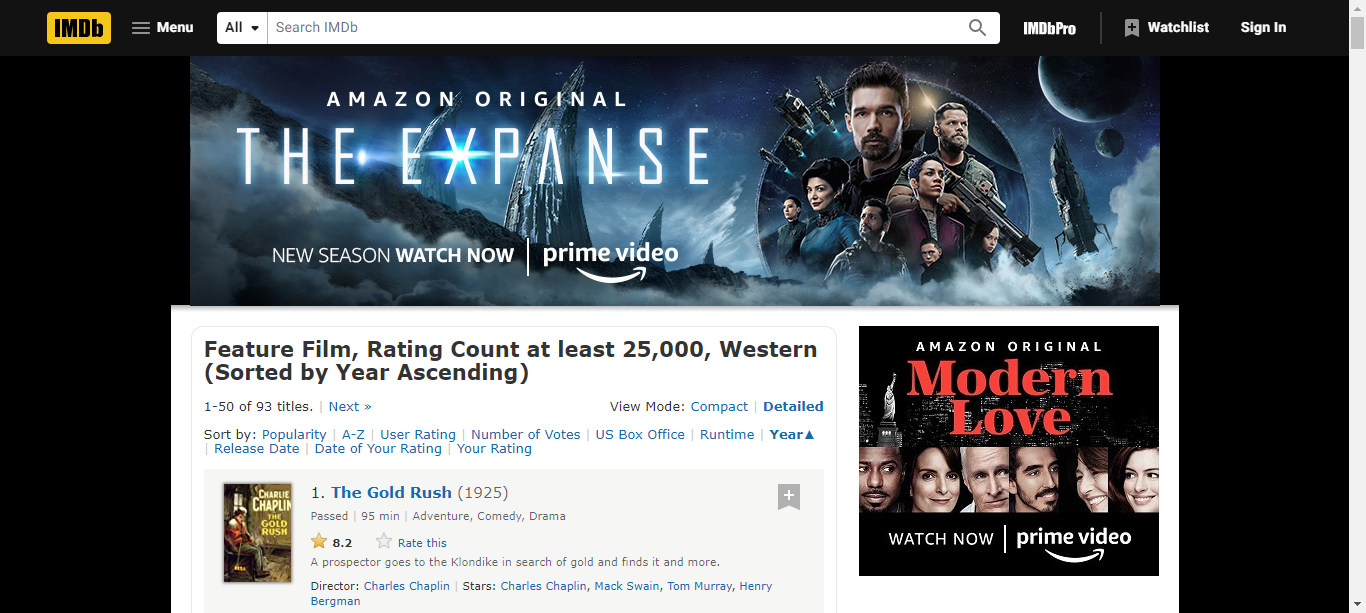 IMDb Menu All Search IMDb IMDbPro Watchlist Sign In
AMAZON ORIGINAL
THE EXPANSE
NEW SEASON WATCH NOW prime video
Feature Film, Rating Count at least 25,000, Western
(Sorted by Year Ascending)
1-50 of 93 titles. | Next » View Mode: Compact | Detailed
Sort by: Popularity | A-Z | User Rating | Number of Votes | US Box Office | Runtime | Year▲
| Release Date | Date of Your Rating | Your Rating
CHARLIE
CHAPLIN
THE
GOLD
RUSH
1. The Gold Rush (1925)
Passed | 95 min | Adventure, Comedy, Drama
8.2 Rate this
A prospector goes to the Klondike in search of gold and finds it and more.
Director: Charles Chaplin | Stars: Charles Chaplin, Mack Swain, Tom Murray, Henry
Bergman
AMAZON ORIGINAL
Modern
Love
WATCH NOW prime video